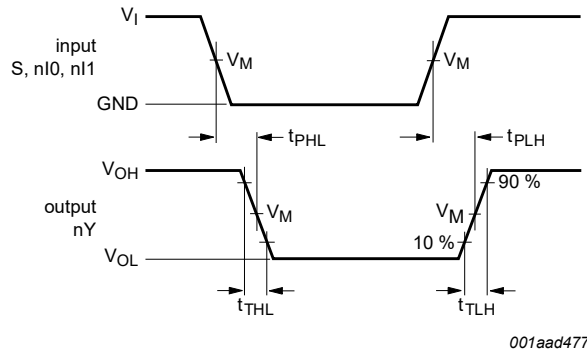 V_I
input
S, nI0, nI1
V_M
V_M
GND
t_PHL
t_PLH
V_OH
90 %
output
nY
V_M
V_M
10 %
V_OL
t_THL
t_TLH
001aad477